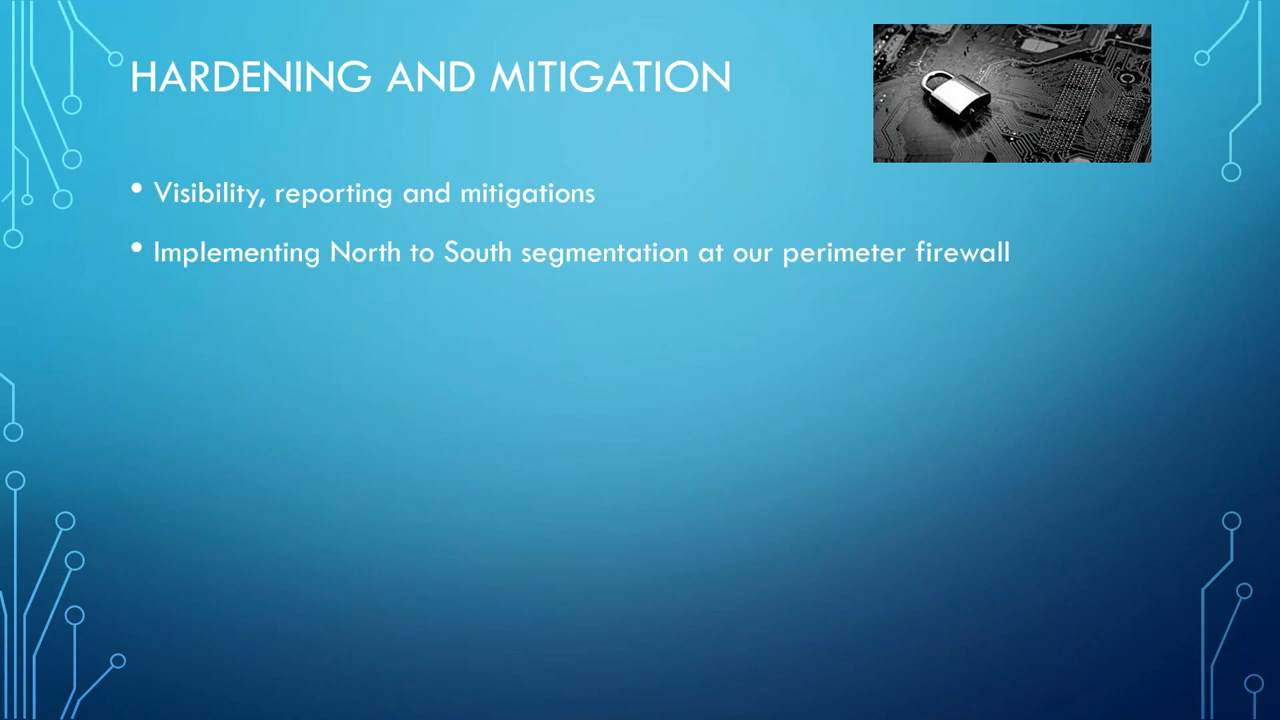 HARDENING AND MITIGATION
• Visibility, reporting and mitigations
• Implementing North to South segmentation at our perimeter firewall